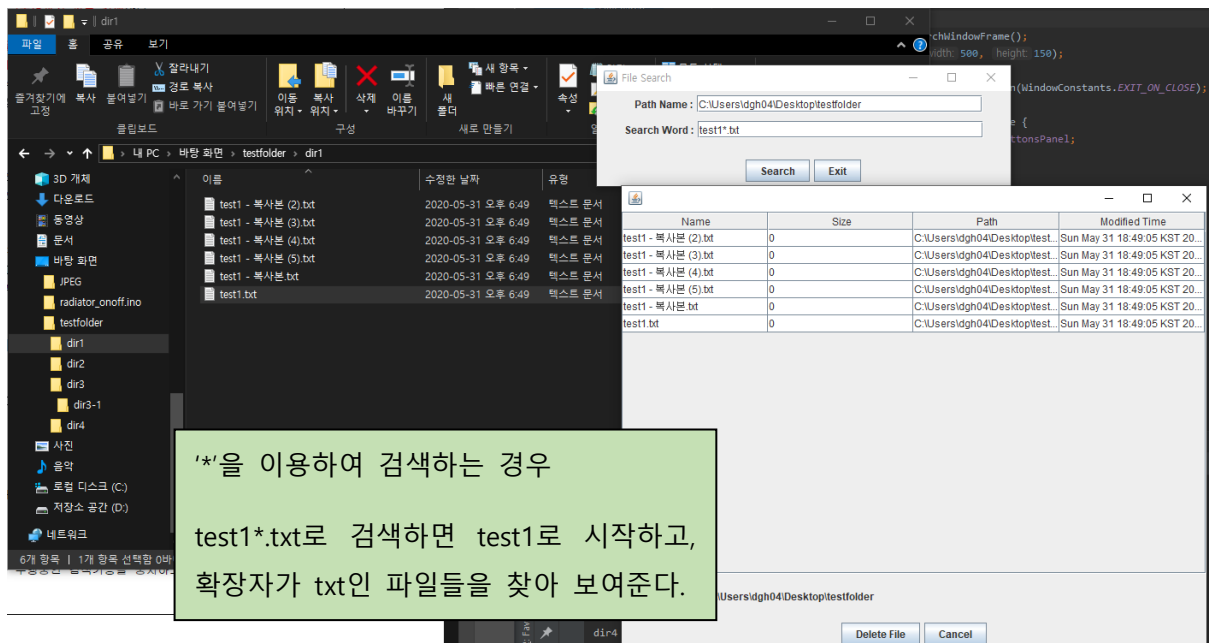 dir1
파일 홈 공유 보기
즐겨찾기에 고정
복사
붙여넣기
잘라내기
경로 복사
바로 가기 붙여넣기
클립보드
이동 위치
복사 위치
삭제
이름 바꾸기
구성
새 폴더
새 항목
빠른 연결
새로 만들기
속성
내 PC > 바탕 화면 > testfolder > dir1
3D 개체
다운로드
동영상
문서
바탕 화면
JPEG
radiator_onoff.ino
testfolder
dir1
dir2
dir3
dir3-1
dir4
사진
음악
로컬 디스크 (C:)
저장소 공간 (D:)
네트워크
6개 항목 | 1개 항목 선택함 0바
이름 수정한 날짜 유형
test1 - 복사본 (2).txt 2020-05-31 오후 6:49 텍스트 문서
test1 - 복사본 (3).txt 2020-05-31 오후 6:49 텍스트 문서
test1 - 복사본 (4).txt 2020-05-31 오후 6:49 텍스트 문서
test1 - 복사본 (5).txt 2020-05-31 오후 6:49 텍스트 문서
test1 - 복사본.txt 2020-05-31 오후 6:49 텍스트 문서
test1.txt 2020-05-31 오후 6:49 텍스트 문서
chWindowFrame();
width: 500, height: 150);
n(WindowConstants.EXIT_ON_CLOSE);
e {
ttonsPanel;
File Search
Path Name : C:\Users\dgh04\Desktop\testfolder
Search Word : test1*.txt
Search Exit
Name Size Path Modified Time
test1 - 복사본 (2).txt 0 C:\Users\dgh04\Desktop\test... Sun May 31 18:49:05 KST 20...
test1 - 복사본 (3).txt 0 C:\Users\dgh04\Desktop\test... Sun May 31 18:49:05 KST 20...
test1 - 복사본 (4).txt 0 C:\Users\dgh04\Desktop\test... Sun May 31 18:49:05 KST 20...
test1 - 복사본 (5).txt 0 C:\Users\dgh04\Desktop\test... Sun May 31 18:49:05 KST 20...
test1 - 복사본.txt 0 C:\Users\dgh04\Desktop\test... Sun May 31 18:49:05 KST 20...
test1.txt 0 C:\Users\dgh04\Desktop\test... Sun May 31 18:49:05 KST 20...
'*'을 이용하여 검색하는 경우
test1*.txt로 검색하면 test1로 시작하고,
확장자가 txt인 파일들을 찾아 보여준다.
\Users\dgh04\Desktop\testfolder
Delete File Cancel
dir4